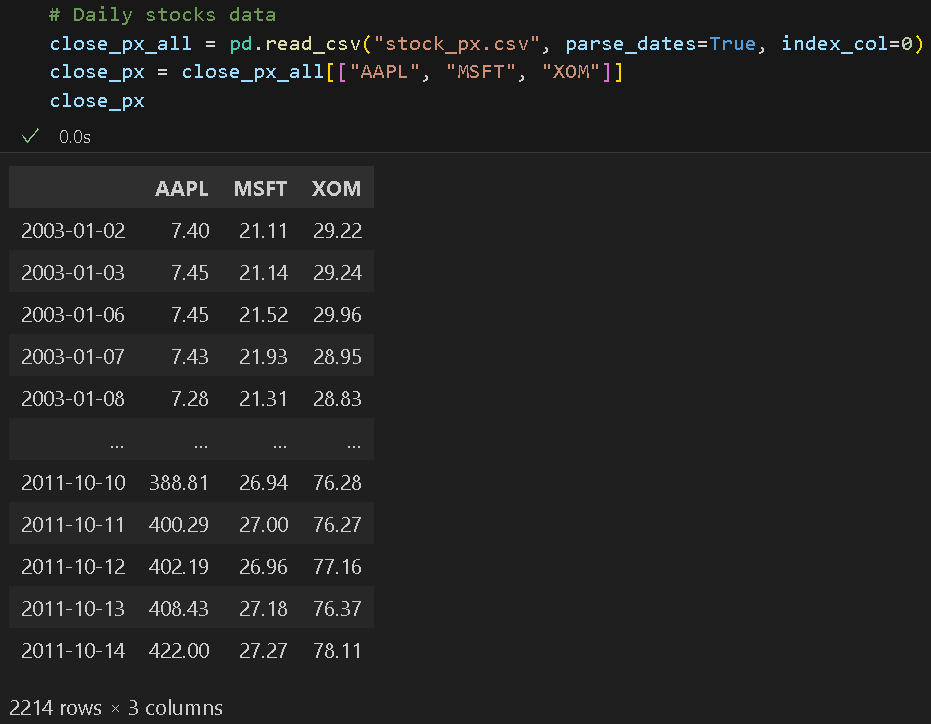 # Daily stocks data
close_px_all = pd.read_csv("stock_px.csv", parse_dates=True, index_col=0)
close_px = close_px_all[["AAPL", "MSFT", "XOM"]]
close_px
0.0s
AAPL MSFT XOM
2003-01-02 7.40 21.11 29.22
2003-01-03 7.45 21.14 29.24
2003-01-06 7.45 21.52 29.96
2003-01-07 7.43 21.93 28.95
2003-01-08 7.28 21.31 28.83
... ... ... ...
2011-10-10 388.81 26.94 76.28
2011-10-11 400.29 27.00 76.27
2011-10-12 402.19 26.96 77.16
2011-10-13 408.43 27.18 76.37
2011-10-14 422.00 27.27 78.11
2214 rows × 3 columns